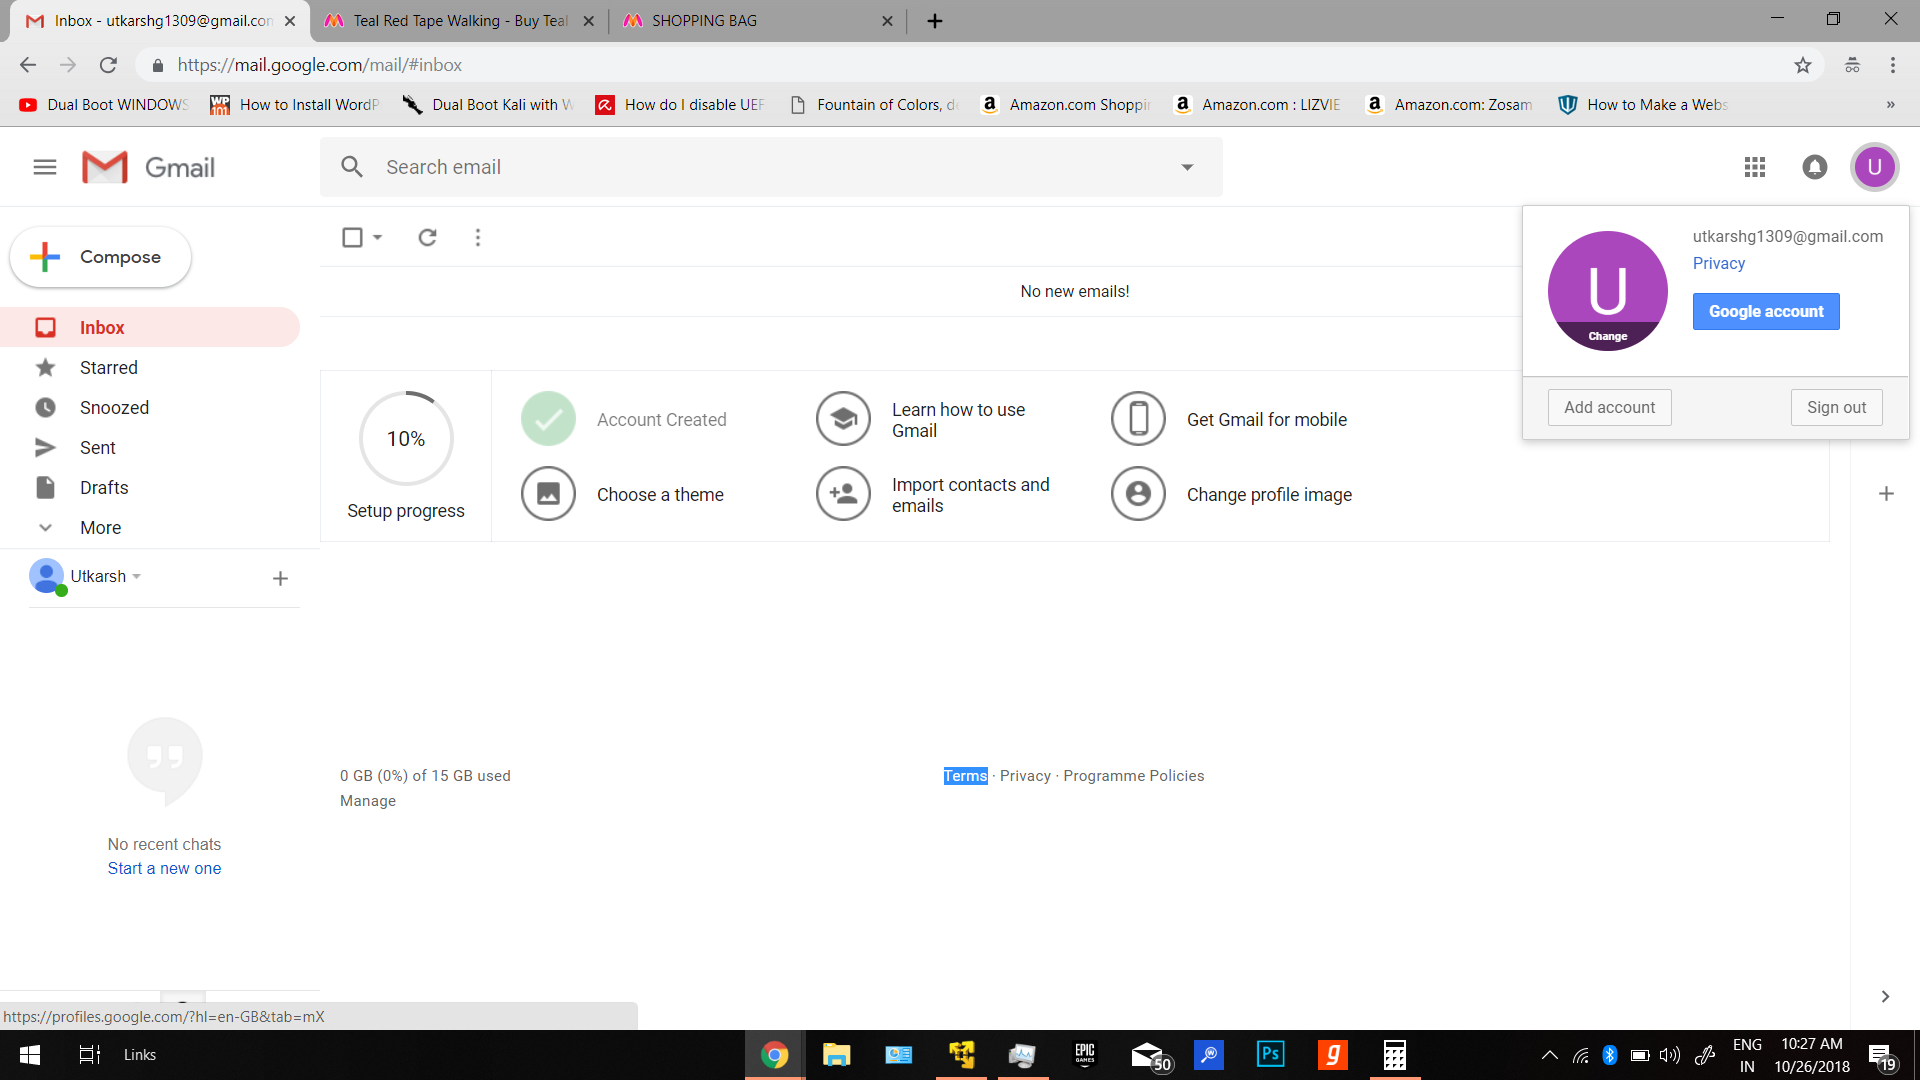 Inbox - utkarshg1309@gmail.con
Teal Red Tape Walking - Buy Teal
SHOPPING BAG
https://mail.google.com/mail/#inbox
Dual Boot WINDOWS
How to Install WordP
Dual Boot Kali with W
How do I disable UEF
Fountain of Colors, de
Amazon.com Shoppin
Amazon.com : LIZVIE
Amazon.com: Zosam
How to Make a Webs
»
Gmail
Search email
U
Compose
No new emails!
utkarshg1309@gmail.com
Privacy
Google account
U
Change
Add account
Sign out
Inbox
Starred
Snoozed
Sent
Drafts
More
10%
Setup progress
Account Created
Learn how to use
Gmail
Get Gmail for mobile
Choose a theme
Import contacts and
emails
Change profile image
Utkarsh
0 GB (0%) of 15 GB used
Manage
Terms · Privacy · Programme Policies
No recent chats
Start a new one
https://profiles.google.com/?hl=en-GB&tab=mX
Links
EPIC
GAMES
50
Ps
g
ENG
IN
10:27 AM
10/26/2018
19